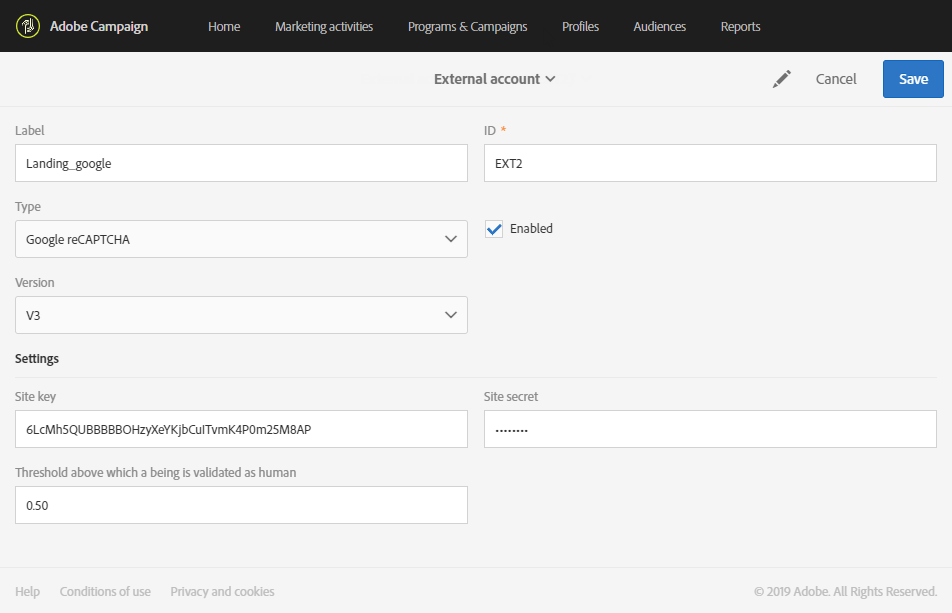 Adobe Campaign Home Marketing activities Programs & Campaigns Profiles Audiences Reports
External account Cancel Save
Label
Landing_google
ID *
EXT2
Type
Google reCAPTCHA
Enabled
Version
V3
Settings
Site key
6LcMh5QUBBBBBOHzyXeYKjbCuITvmK4P0m25M8AP
Site secret
••••••••
Threshold above which a being is validated as human
0.50
Help Conditions of use Privacy and cookies © 2019 Adobe. All Rights Reserved.